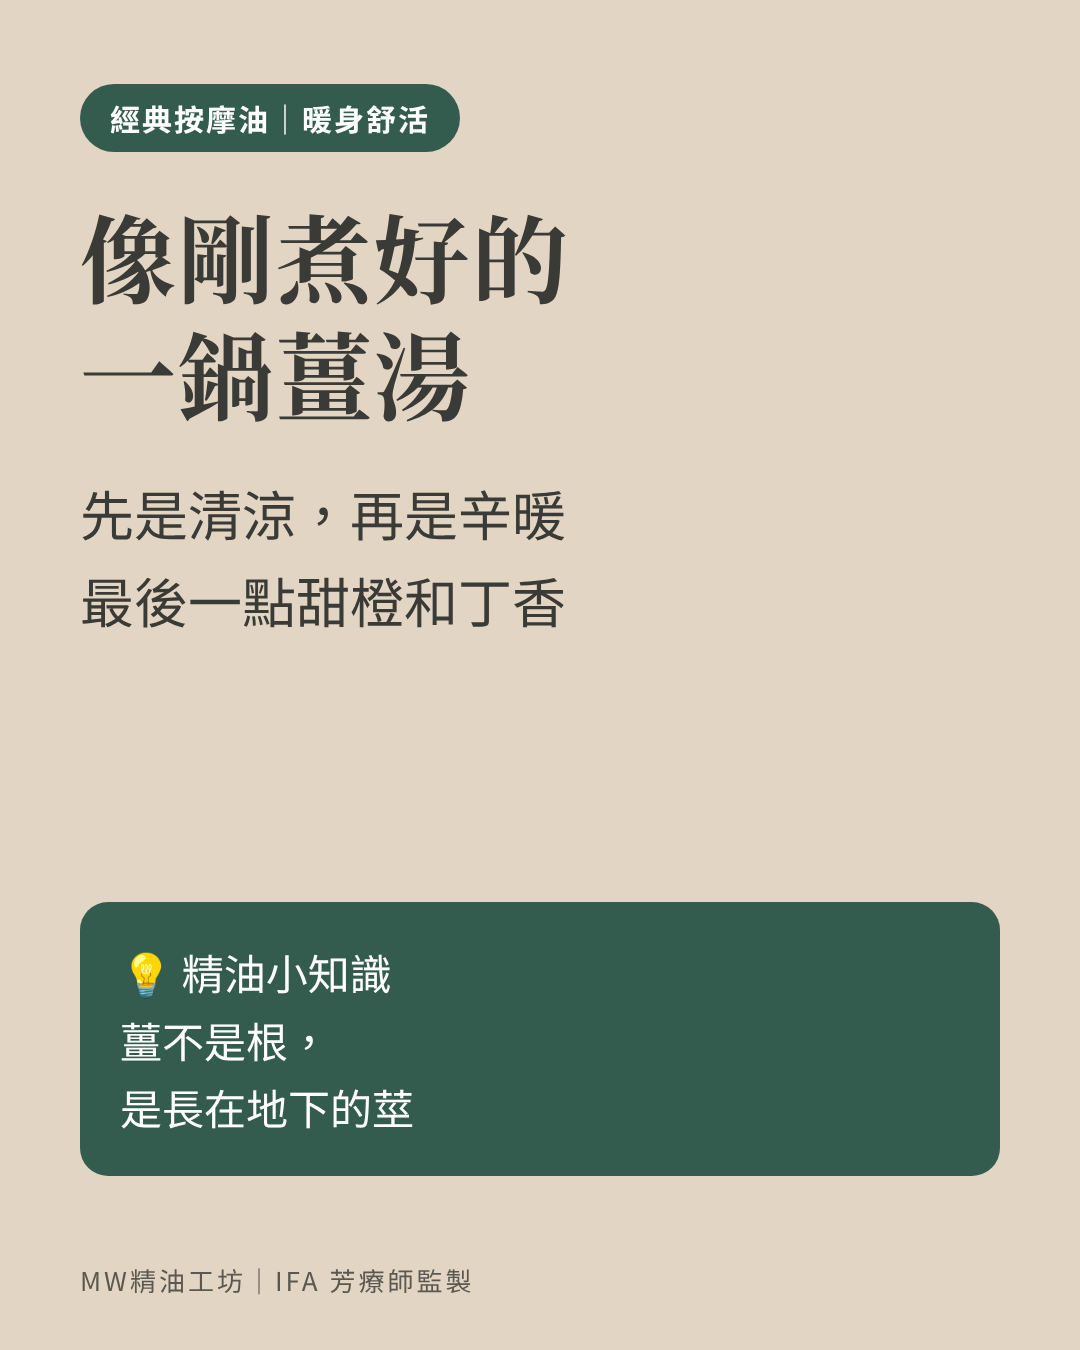 經典按摩油｜暖身舒活
像剛煮好的
一鍋薑湯
先是清涼，再是辛暖
最後一點甜橙和丁香
💡 精油小知識
薑不是根，
是長在地下的莖
MW精油工坊｜IFA 芳療師監製